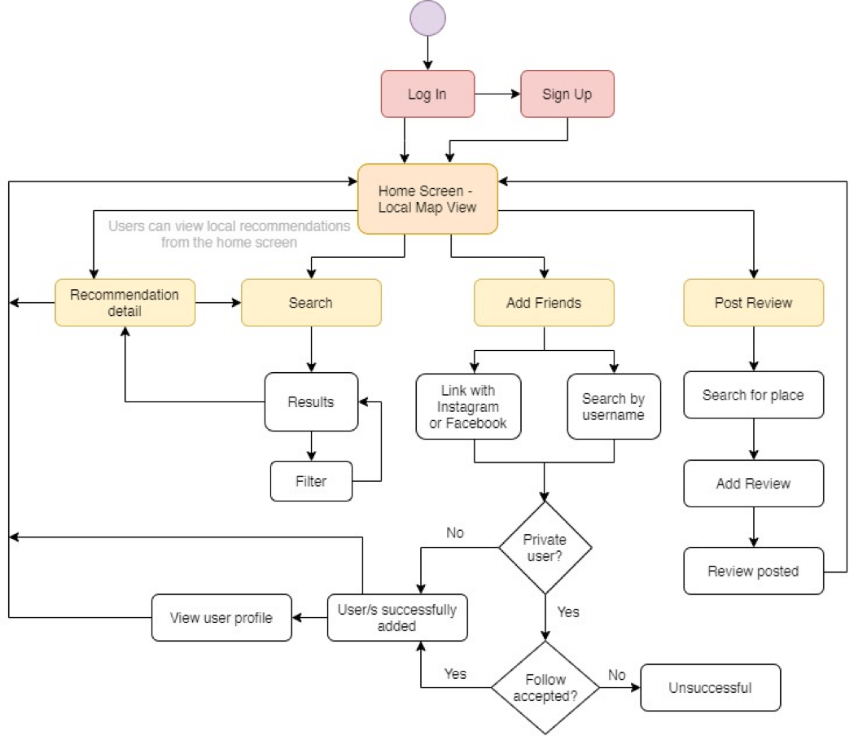 Log In
Sign Up
Home Screen -
Local Map View
Users can view local recommendations
from the home screen
Recommendation
detail
Search
Add Friends
Post Review
Results
Link with
Instagram
or Facebook
Search by
username
Search for place
Filter
Add Review
No
Private
user?
Review posted
Yes
View user profile
User/s successfully
added
Yes
Follow
accepted?
No
Unsuccessful